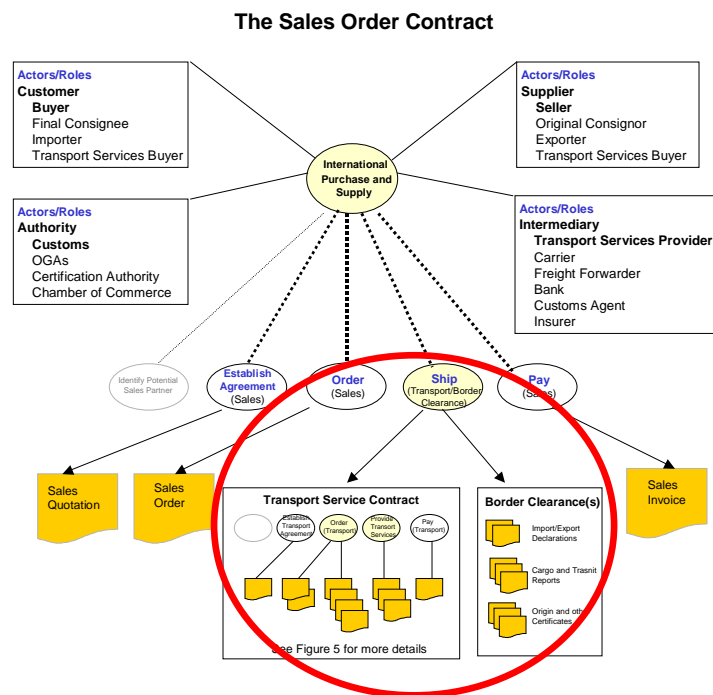 The Sales Order Contract
Actors/Roles
Customer
Buyer
Final Consignee
Importer
Transport Services Buyer
Actors/Roles
Supplier
Seller
Original Consignor
Exporter
Transport Services Buyer
International
Purchase and
Supply
Actors/Roles
Authority
Customs
OGAs
Certification Authority
Chamber of Commerce
Actors/Roles
Intermediary
Transport Services Provider
Carrier
Freight Forwarder
Bank
Customs Agent
Insurer
Identify Potential
Sales Partner
Establish
Agreement
(Sales)
Order
(Sales)
Ship
(Transport/Border
Clearance)
Pay
(Sales)
Sales
Quotation
Sales
Order
Sales
Invoice
Transport Service Contract
Establish
Transport
Agreement
Order
(Transport)
Provide
Transort
Services
Pay
(Transport)
See Figure 5 for more details
Border Clearance(s)
Import/Export
Declarations
Cargo and Trasnit
Reports
Origin and other
Certificates